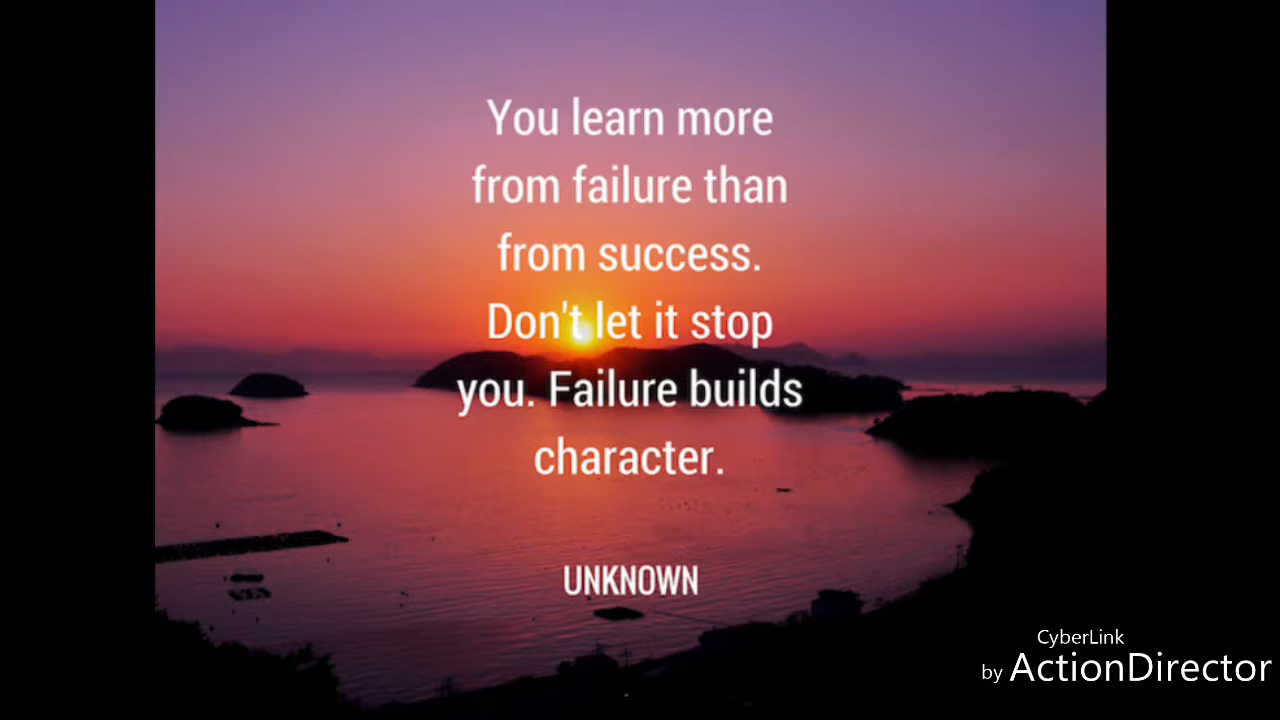 You learn more
from failure than
from success.
Don't let it stop
you. Failure builds
character.
UNKNOWN
CyberLink
by ActionDirector